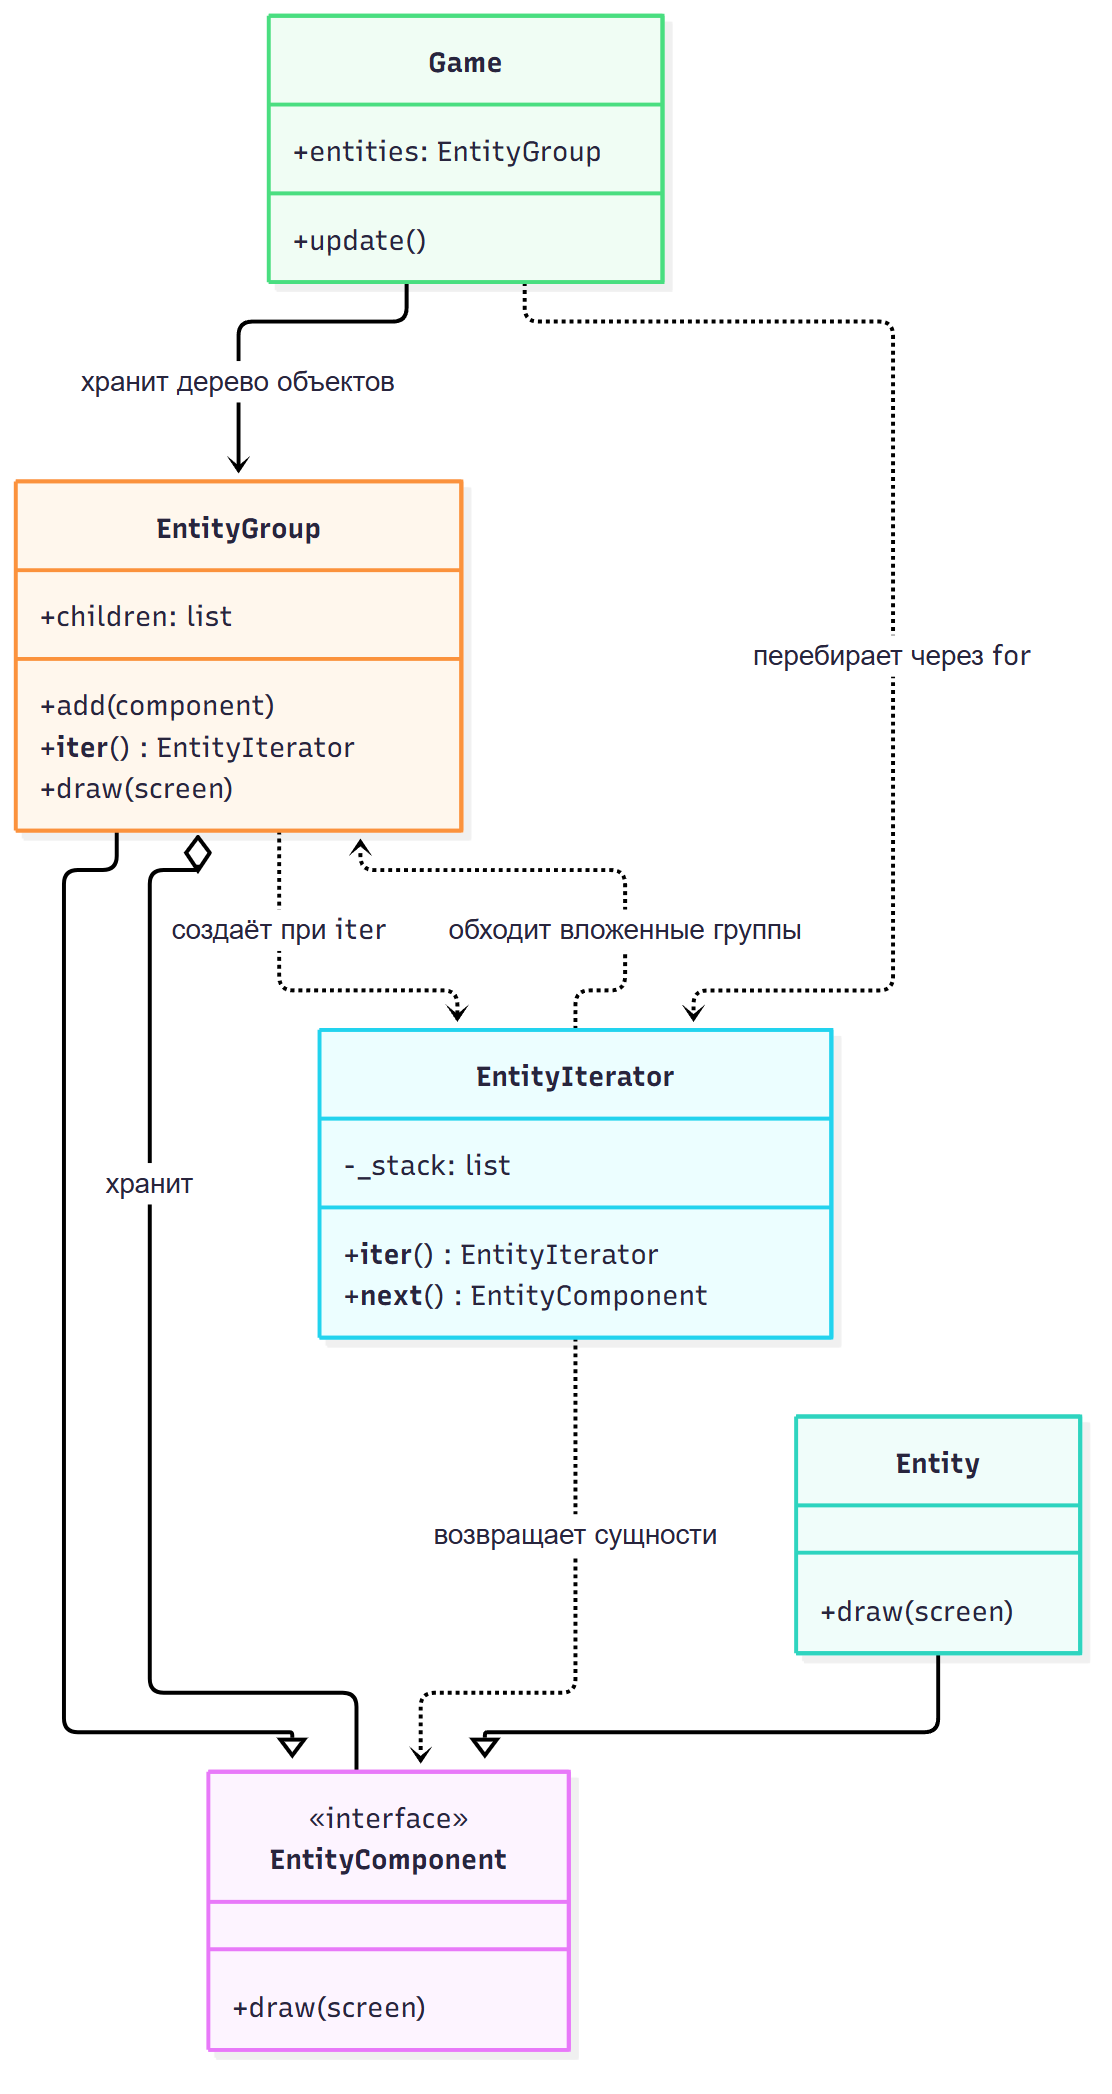 Game
+entities: EntityGroup
+update()
хранит дерево объектов
EntityGroup
+children: list
+add(component)
+iter() : EntityIterator
+draw(screen)
перебирает через for
создаёт при iter
обходит вложенные группы
EntityIterator
-_stack: list
+iter() : EntityIterator
+next() : EntityComponent
хранит
возвращает сущности
Entity
+draw(screen)
«interface»
EntityComponent
+draw(screen)